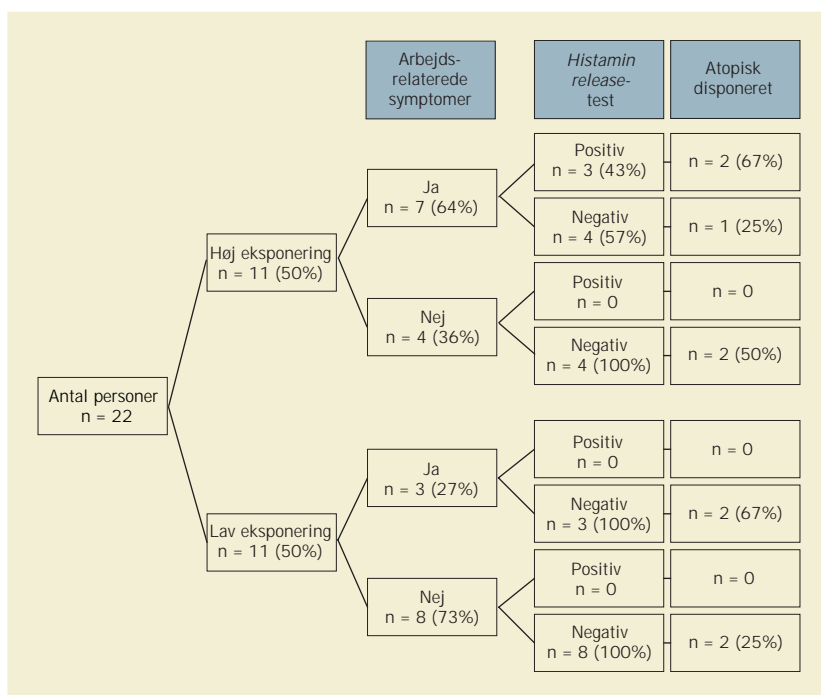 Arbejds-
relaterede
symptomer
Histamin
release-
test
Atopisk
disponeret
Antal personer
n = 22
Høj eksponering
n = 11 (50%)
Ja
n = 7 (64%)
Positiv
n = 3 (43%)
n = 2 (67%)
Negativ
n = 4 (57%)
n = 1 (25%)
Nej
n = 4 (36%)
Positiv
n = 0
n = 0
Negativ
n = 4 (100%)
n = 2 (50%)
Lav eksponering
n = 11 (50%)
Ja
n = 3 (27%)
Positiv
n = 0
n = 0
Negativ
n = 3 (100%)
n = 2 (67%)
Nej
n = 8 (73%)
Positiv
n = 0
n = 0
Negativ
n = 8 (100%)
n = 2 (25%)